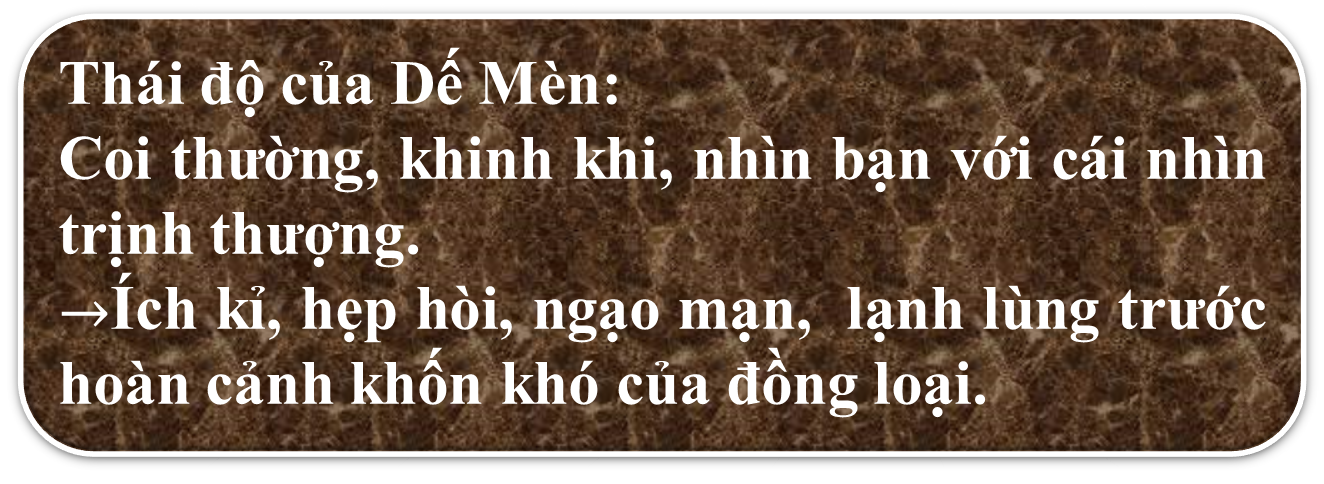 Thái độ của Dế Mèn:
Coi thường, khinh khi, nhìn bạn với cái nhìn
trịnh thượng.
→Ích kỉ, hẹp hòi, ngạo mạn, lạnh lùng trước
hoàn cảnh khốn khó của đồng loại.